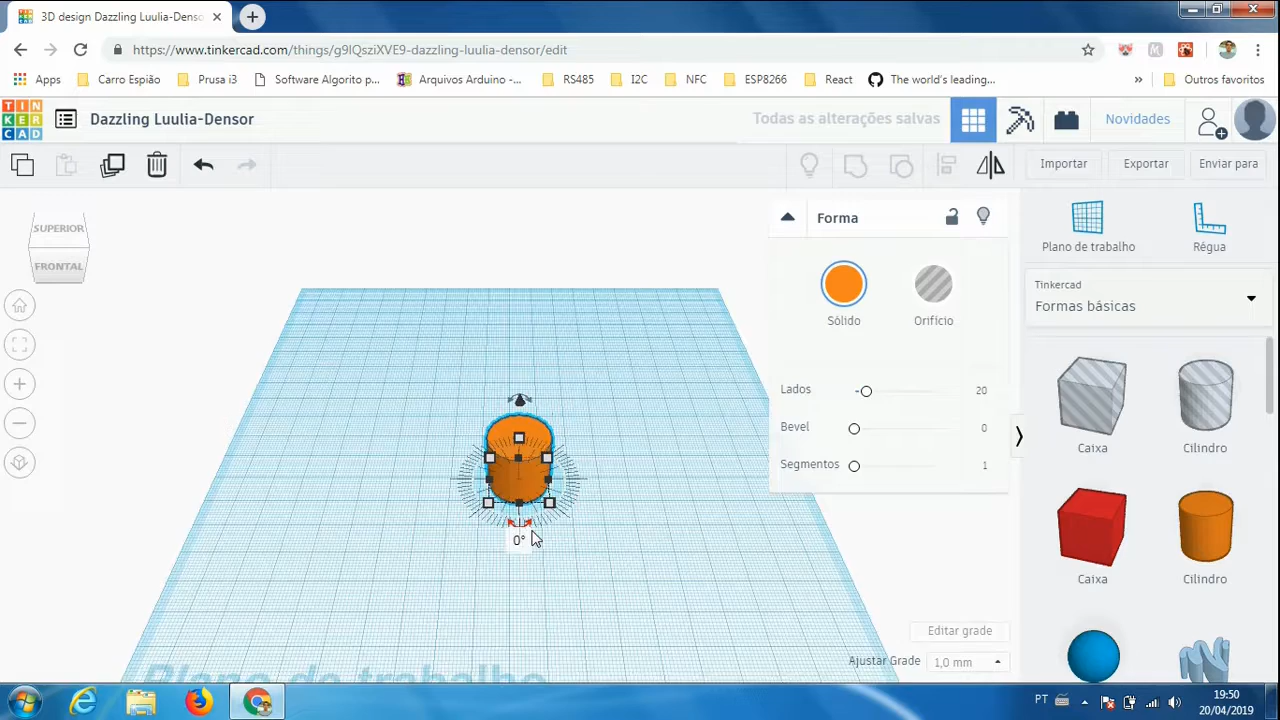 3D design Dazzling Luulia-Denso
https://www.tinkercad.com/things/g9lQsziXVE9-dazzling-luulia-densor/edit
Apps
Carro Espião
Prusa i3
Software Algorito p...
Arquivos Arduino -...
RS485
I2C
NFC
ESP8266
React
The world's leading...
»
Outros favoritos
TIN
KER
CAD
Dazzling Luulia-Densor
Todas as alterações salvas
Novidades
Importar
Exportar
Enviar para
SUPERIOR
FRONTAL
Forma
Sólido
Orifício
Lados
20
Bevel
0
Segmentos
1
Plano de trabalho
Régua
Tinkercad
Formas básicas
Caixa
Cilindro
Caixa
Cilindro
0°
Editar grade
Ajustar Grade
1,0 mm
Plano de trabalho
PT
19:50
20/04/2019